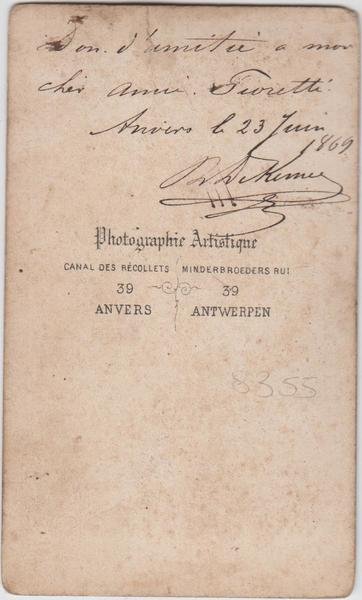 Don d'amitié a mon
cher ami. Fioretti.
Anvers le 23 Juin
1869
Photographie Artistique
CANAL DES RÉCOLLETS MINDERBROEDERS RUI
39 39
ANVERS ANTWERPEN
8355